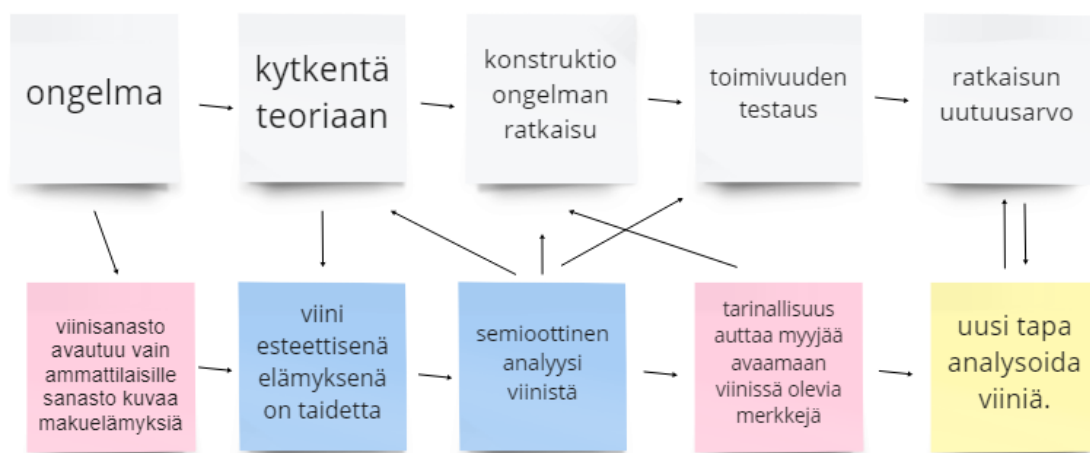 ongelma
kytkentä
teoriaan
konstruktio
ongelman
ratkaisu
toimivuuden
testaus
ratkaisun
uutuusarvo
viinisanasto
avautuu vain
ammattilaisille
sanasto kuvaa
makuelämyksiä
viini
esteettisenä
elämyksenä
on taidetta
semioottinen
analyysi
viinistä
tarinallisuus
auttaa myyjää
avaamaan
viinissä olevia
merkkejä
uusi tapa
analysoida
viiniä.